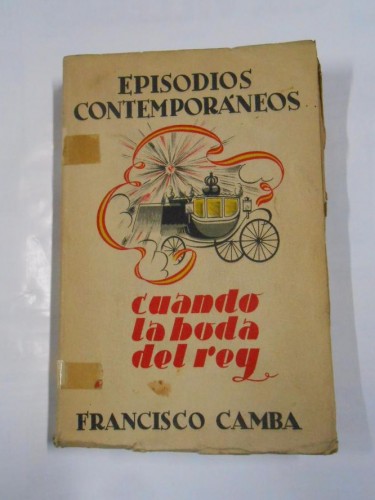 EPISODIOS
CONTEMPORÁNEOS
cuando
la boda
del rey
FRANCISCO CAMBA